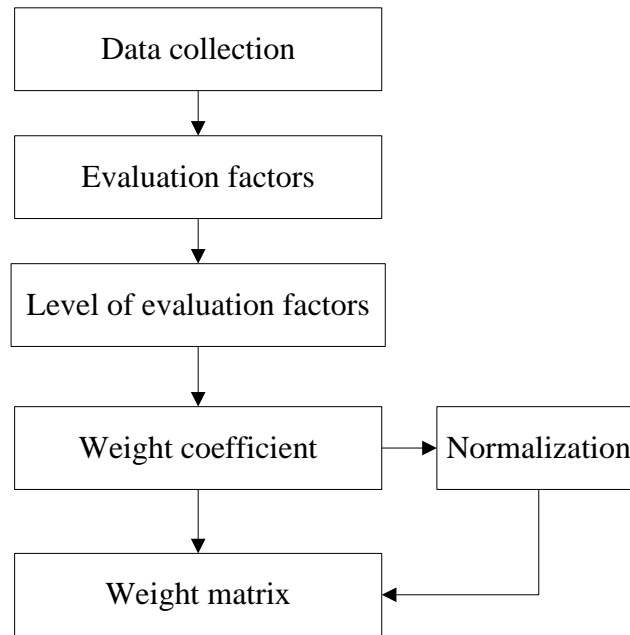 Data collection
Evaluation factors
Level of evaluation factors
Weight coefficient
Normalization
Weight matrix